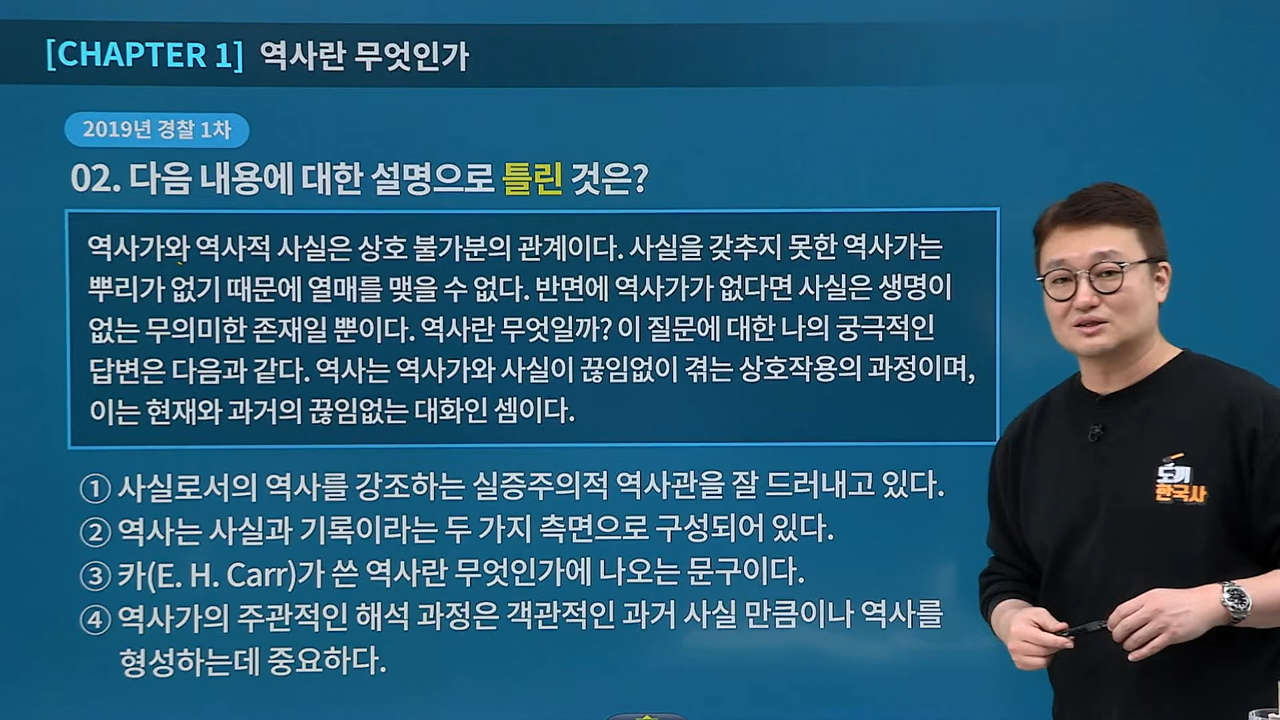 [CHAPTER 1] 역사란 무엇인가
2019년 경찰 1차
02. 다음 내용에 대한 설명으로 틀린 것은?
역사가와 역사적 사실은 상호 불가분의 관계이다. 사실을 갖추지 못한 역사가는
뿌리가 없기 때문에 열매를 맺을 수 없다. 반면에 역사가가 없다면 사실은 생명이
없는 무의미한 존재일 뿐이다. 역사란 무엇일까? 이 질문에 대한 나의 궁극적인
답변은 다음과 같다. 역사는 역사가와 사실이 끊임없이 겪는 상호작용의 과정이며,
이는 현재와 과거의 끊임없는 대화인 셈이다.
① 사실로서의 역사를 강조하는 실증주의적 역사관을 잘 드러내고 있다.
② 역사는 사실과 기록이라는 두 가지 측면으로 구성되어 있다.
③ 카(E. H. Carr)가 쓴 역사란 무엇인가에 나오는 문구이다.
④ 역사가의 주관적인 해석 과정은 객관적인 과거 사실 만큼이나 역사를
형성하는데 중요하다.
도끼
한국사